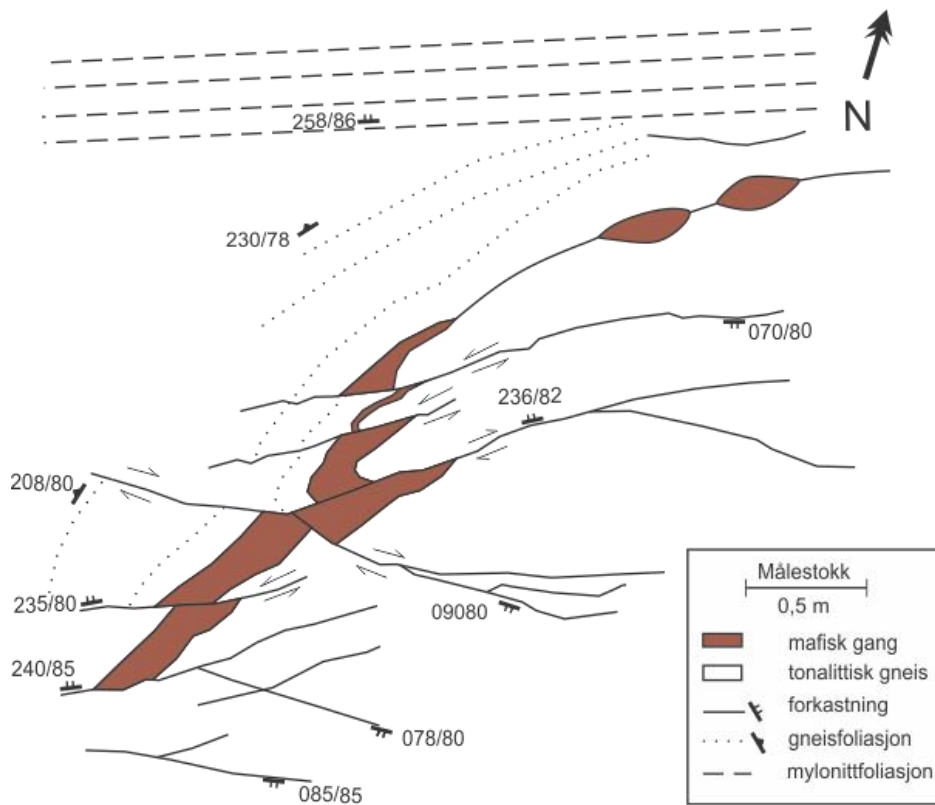 N
258/86
230/78
070/80
236/82
208/80
235/80
09080
240/85
078/80
085/85
Målestokk
0,5 m
mafisk gang
tonalittisk gneis
forkastning
gneisfoliasjon
mylonittfoliasjon